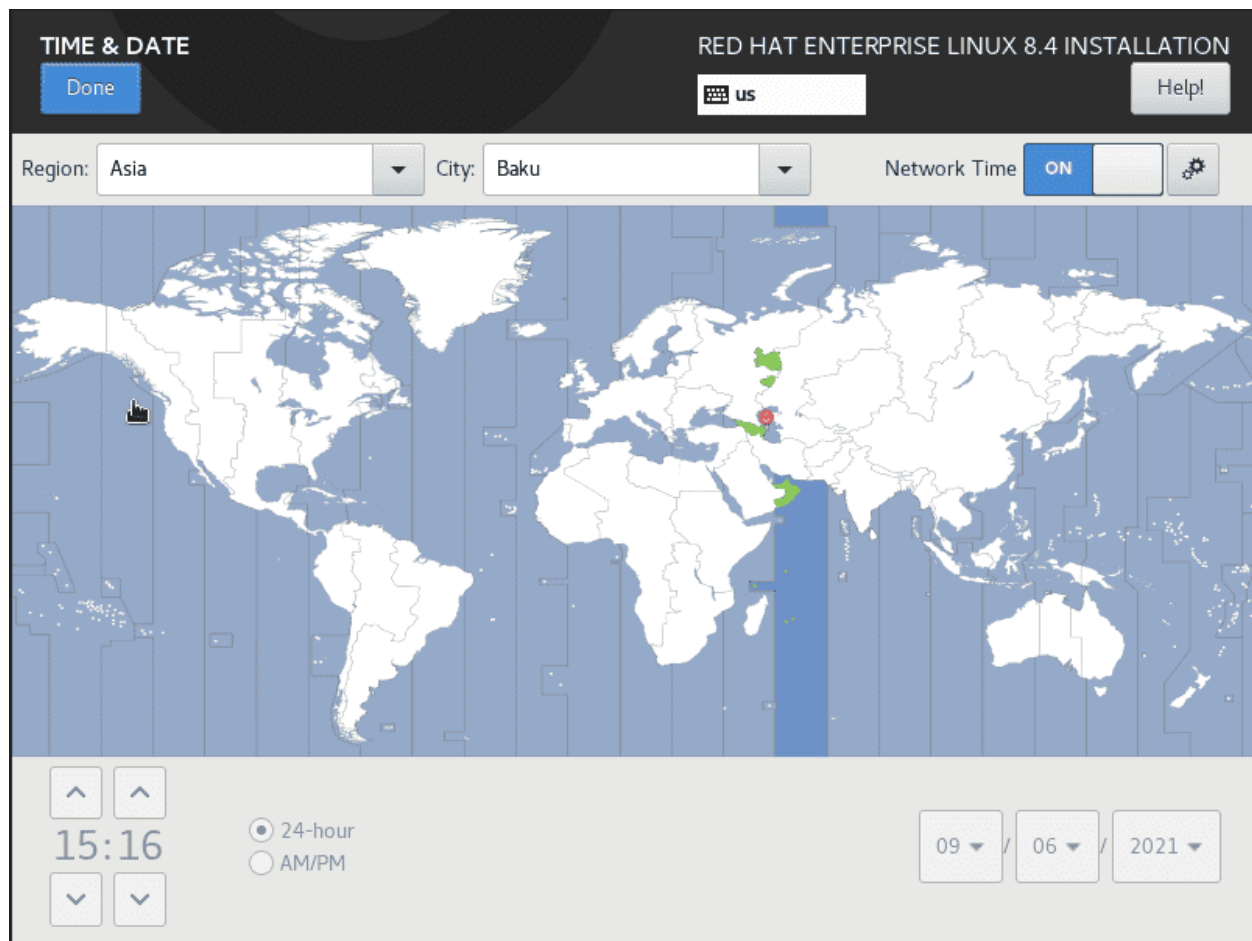 TIME & DATE
RED HAT ENTERPRISE LINUX 8.4 INSTALLATION
Done
us
Help!
Region: Asia City: Baku Network Time ON
15:16
24-hour
AM/PM
09 / 06 / 2021